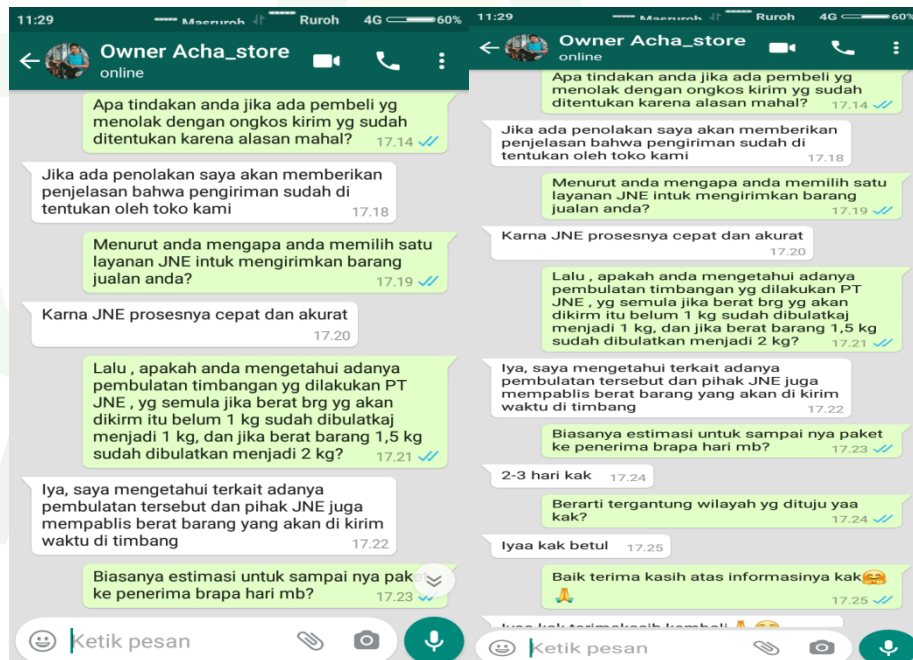 11:29
Masruroh
Ruroh
4G
60%
Owner Acha_store
online
Apa tindakan anda jika ada pembeli yg
menolak dengan ongkos kirim yg sudah
ditentukan karena alasan mahal? 17.14
Jika ada penolakan saya akan memberikan
penjelasan bahwa pengiriman sudah di
tentukan oleh toko kami 17.18
Menurut anda mengapa anda memilih satu
layanan JNE intuk mengirimkan barang
jualan anda? 17.19
Karna JNE prosesnya cepat dan akurat
17.20
Lalu , apakah anda mengetahui adanya
pembulatan timbangan yg dilakukan PT
JNE , yg semula jika berat brg yg akan
dikirm itu belum 1 kg sudah dibulatkaj
menjadi 1 kg, dan jika berat barang 1,5 kg
sudah dibulatkan menjadi 2 kg? 17.21
Iya, saya mengetahui terkait adanya
pembulatan tersebut dan pihak JNE juga
mempablis berat barang yang akan di kirim
waktu di timbang 17.22
Biasanya estimasi untuk sampai nya pak
ke penerima brapa hari mb? 17.23
Ketik pesan
11:29
Masruroh
Ruroh
4G
60%
Owner Acha_store
online
Apa tindakan anda jika ada pembeli yg
menolak dengan ongkos kirim yg sudah
ditentukan karena alasan mahal? 17.14
Jika ada penolakan saya akan memberikan
penjelasan bahwa pengiriman sudah di
tentukan oleh toko kami 17.18
Menurut anda mengapa anda memilih satu
layanan JNE intuk mengirimkan barang
jualan anda? 17.19
Karna JNE prosesnya cepat dan akurat
17.20
Lalu , apakah anda mengetahui adanya
pembulatan timbangan yg dilakukan PT
JNE , yg semula jika berat brg yg akan
dikirm itu belum 1 kg sudah dibulatkaj
menjadi 1 kg, dan jika berat barang 1,5 kg
sudah dibulatkan menjadi 2 kg? 17.21
Iya, saya mengetahui terkait adanya
pembulatan tersebut dan pihak JNE juga
mempablis berat barang yang akan di kirim
waktu di timbang 17.22
Biasanya estimasi untuk sampai nya paket
ke penerima brapa hari mb? 17.23
2-3 hari kak 17.24
Berarti tergantung wilayah yg dituju yaa
kak? 17.24
Iyaa kak betul 17.25
Baik terima kasih atas informasinya kak🤗
🙏 17.25
Iyaa kak terimakasih kembali 🙏
Ketik pesan